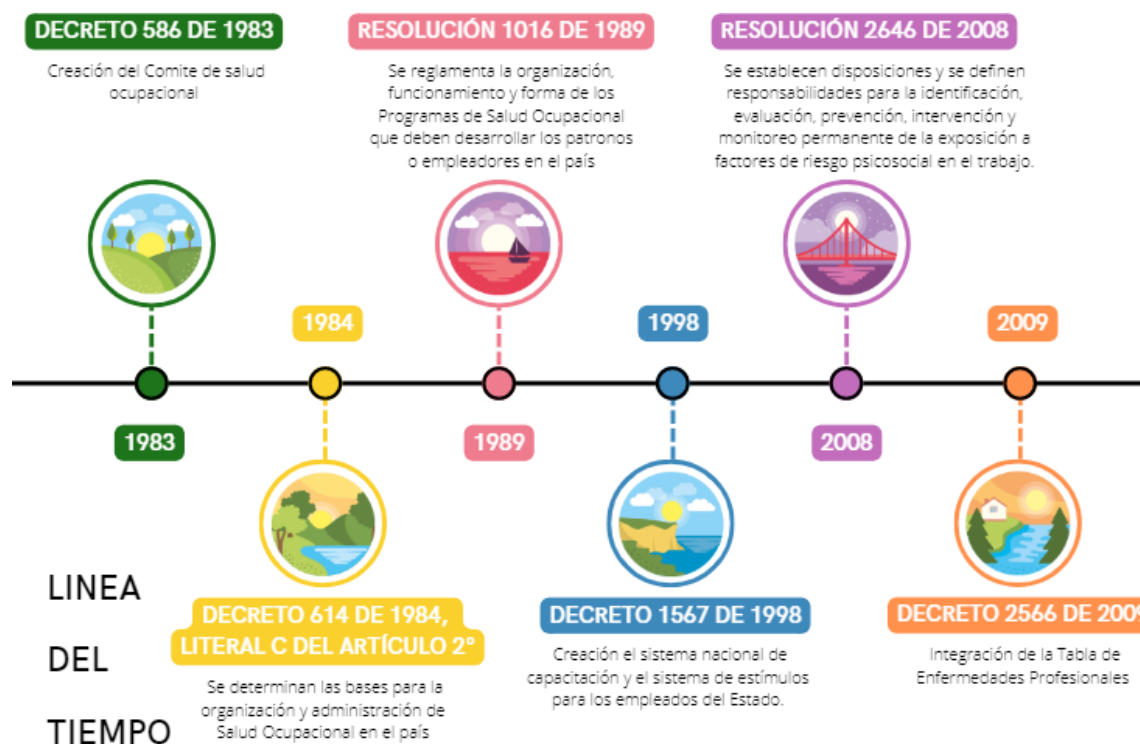 DECRETO 586 DE 1983
Creación del Comite de salud
ocupacional
RESOLUCIÓN 1016 DE 1989
Se reglamenta la organización,
funcionamiento y forma de los
Programas de Salud Ocupacional
que deben desarrollar los patronos
o empleadores en el país
RESOLUCIÓN 2646 DE 2008
Se establecen disposiciones y se definen
responsabilidades para la identificación,
evaluación, prevención, intervención y
monitoreo permanente de la exposición a
factores de riesgo psicosocial en el trabajo.
1984
1998
2009
1983
1989
2008
LINEA
DEL
TIEMPO
DECRETO 614 DE 1984,
LITERAL C DEL ARTÍCULO 2°
Se determinan las bases para la
organización y administración de
Salud Ocupacional en el país
DECRETO 1567 DE 1998
Creación el sistema nacional de
capacitación y el sistema de estímulos
para los empleados del Estado.
DECRETO 2566 DE 2009
Integración de la Tabla de
Enfermedades Profesionales